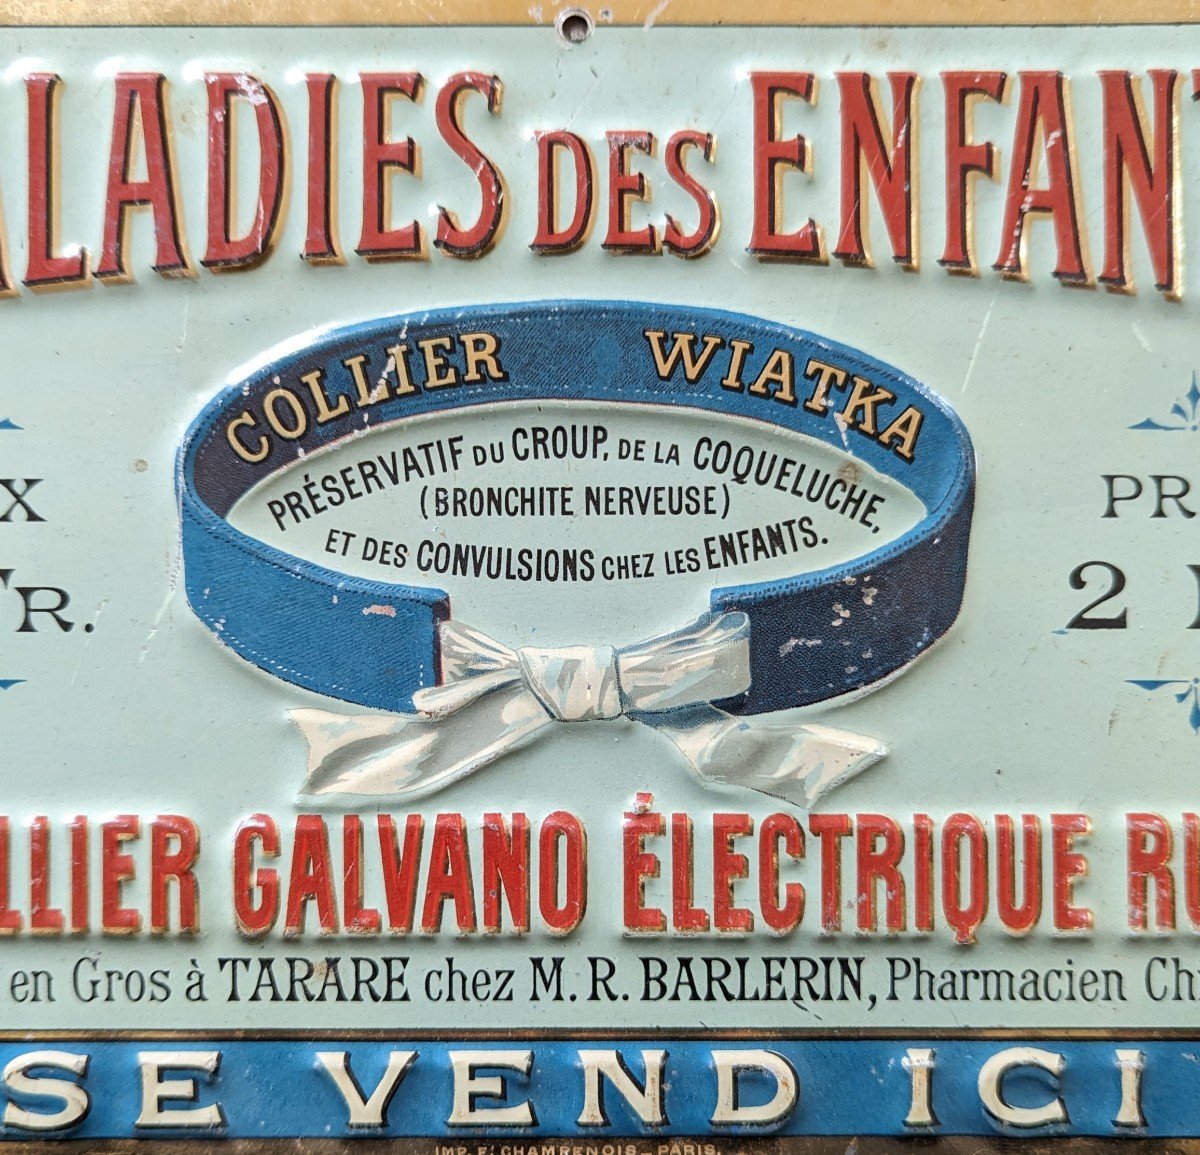 ALADIES DES ENFANT
COLLIER WIATKA
PRÉSERVATIF DU CROUP, DE LA COQUELUCHE,
(BRONCHITE NERVEUSE)
ET DES CONVULSIONS CHEZ LES ENFANTS.
X
PR
FR.
2
LLIER GALVANO ÉLECTRIQUE RU
en Gros à TARARE chez M. R. BARLERIN, Pharmacien Ch
SE VEND ICI
IMP. F. CHAMPENOIS - PARIS.